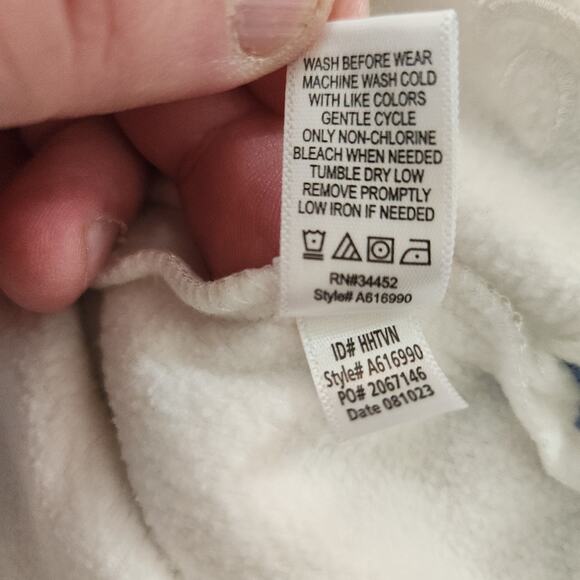 WASH BEFORE WEAR
MACHINE WASH COLD
WITH LIKE COLORS
GENTLE CYCLE
ONLY NON-CHLORINE
BLEACH WHEN NEEDED
TUMBLE DRY LOW
REMOVE PROMPTLY
LOW IRON IF NEEDED
RN#34452
Style# A616990
ID# HHTVN
Style# A616990
PO# 2067146
Date 081023